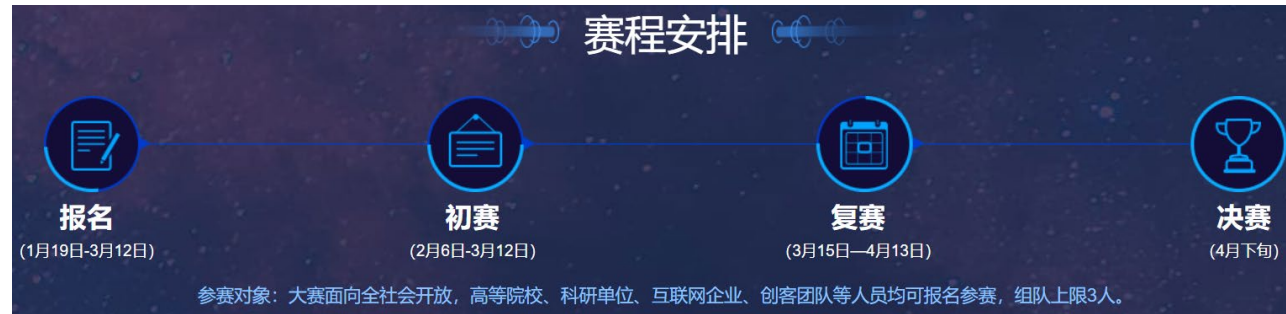 赛程安排
报名
(1月19日-3月12日)
初赛
(2月6日-3月12日)
复赛
(3月15日—4月13日)
决赛
(4月下旬)
参赛对象：大赛面向全社会开放，高等院校、科研单位、互联网企业、创客团队等人员均可报名参赛，组队上限3人。